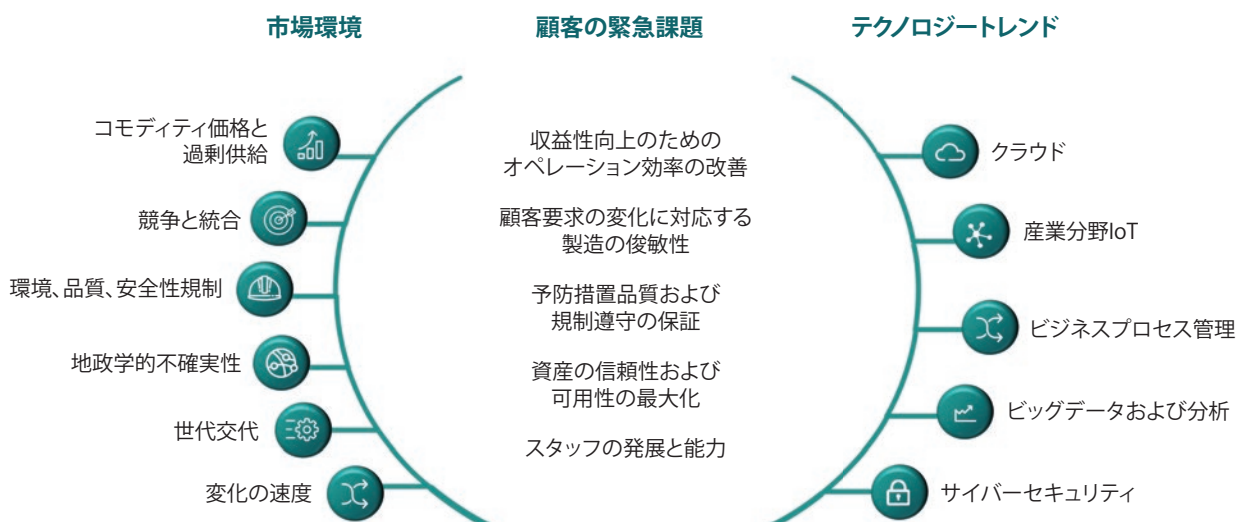 市場環境
顧客の緊急課題
テクノロジートレンド
コモディティ価格と
過剰供給
競争と統合
環境、品質、安全性規制
地政学的不確実性
世代交代
変化の速度
収益性向上のための
オペレーション効率の改善
顧客要求の変化に対応する
製造の俊敏性
予防措置品質および
規制遵守の保証
資産の信頼性および
可用性の最大化
スタッフの発展と能力
クラウド
産業分野IoT
ビジネスプロセス管理
ビッグデータおよび分析
サイバーセキュリティ